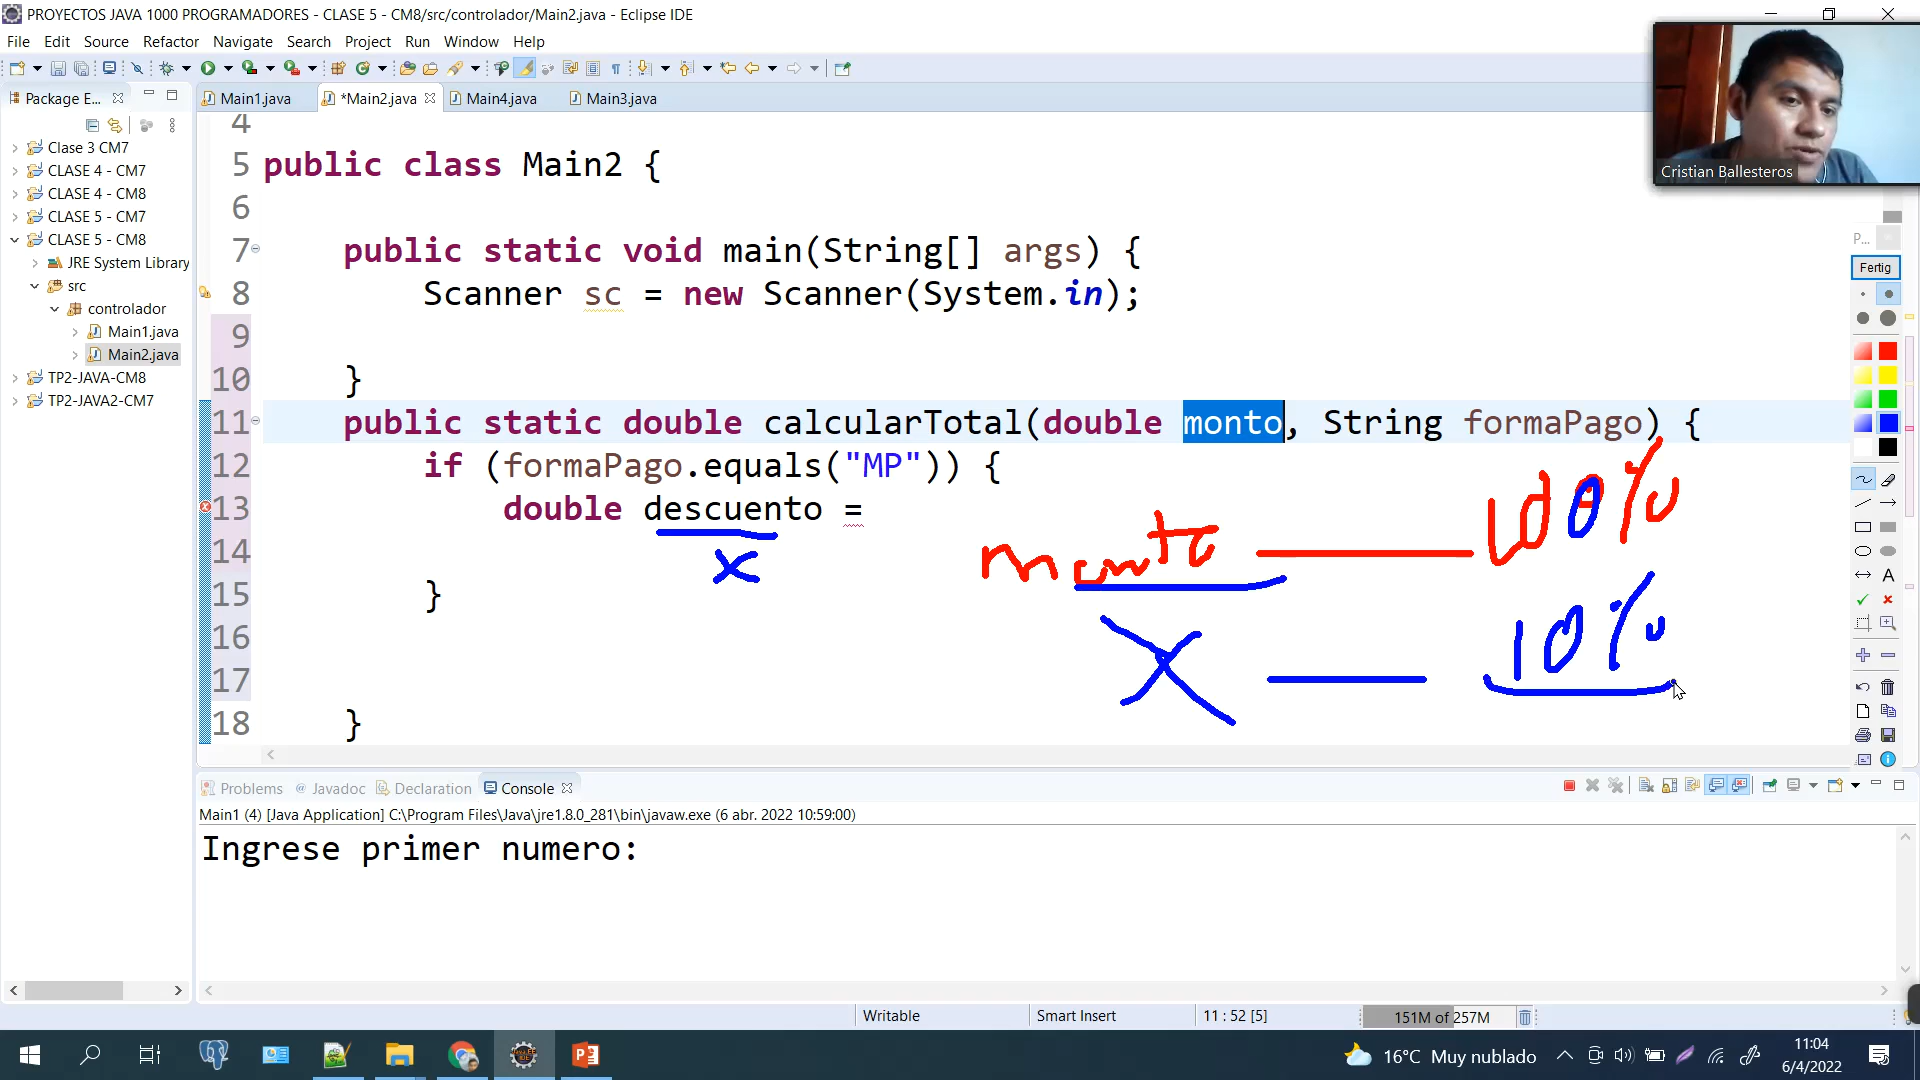 PROYECTOS JAVA 1000 PROGRAMADORES - CLASE 5 - CM8/src/controlador/Main2.java - Eclipse IDE
File Edit Source Refactor Navigate Search Project Run Window Help
Package E...
Main1.java
*Main2.java
Main4.java
Main3.java
Clase 3 CM7
CLASE 4 - CM7
CLASE 4 - CM8
CLASE 5 - CM7
CLASE 5 - CM8
JRE System Library
src
controlador
Main1.java
Main2.java
TP2-JAVA-CM8
TP2-JAVA2-CM7
4
5 public class Main2 {
6
7 public static void main(String[] args) {
8 Scanner sc = new Scanner(System.in);
9
10 }
11 public static double calcularTotal(double monto, String formaPago) {
12 if (formaPago.equals("MP")) {
13 double descuento =
14
15 }
16
17
18 }
monto 100%
x
X 10%
Cristian Ballesteros
P...
Fertig
A
Problems @ Javadoc Declaration Console
Main1 (4) [Java Application] C:\Program Files\Java\jre1.8.0_281\bin\javaw.exe (6 abr. 2022 10:59:00)
Ingrese primer numero:
Writable Smart Insert 11 : 52 [5] 151M of 257M
16°C Muy nublado
11:04
6/4/2022